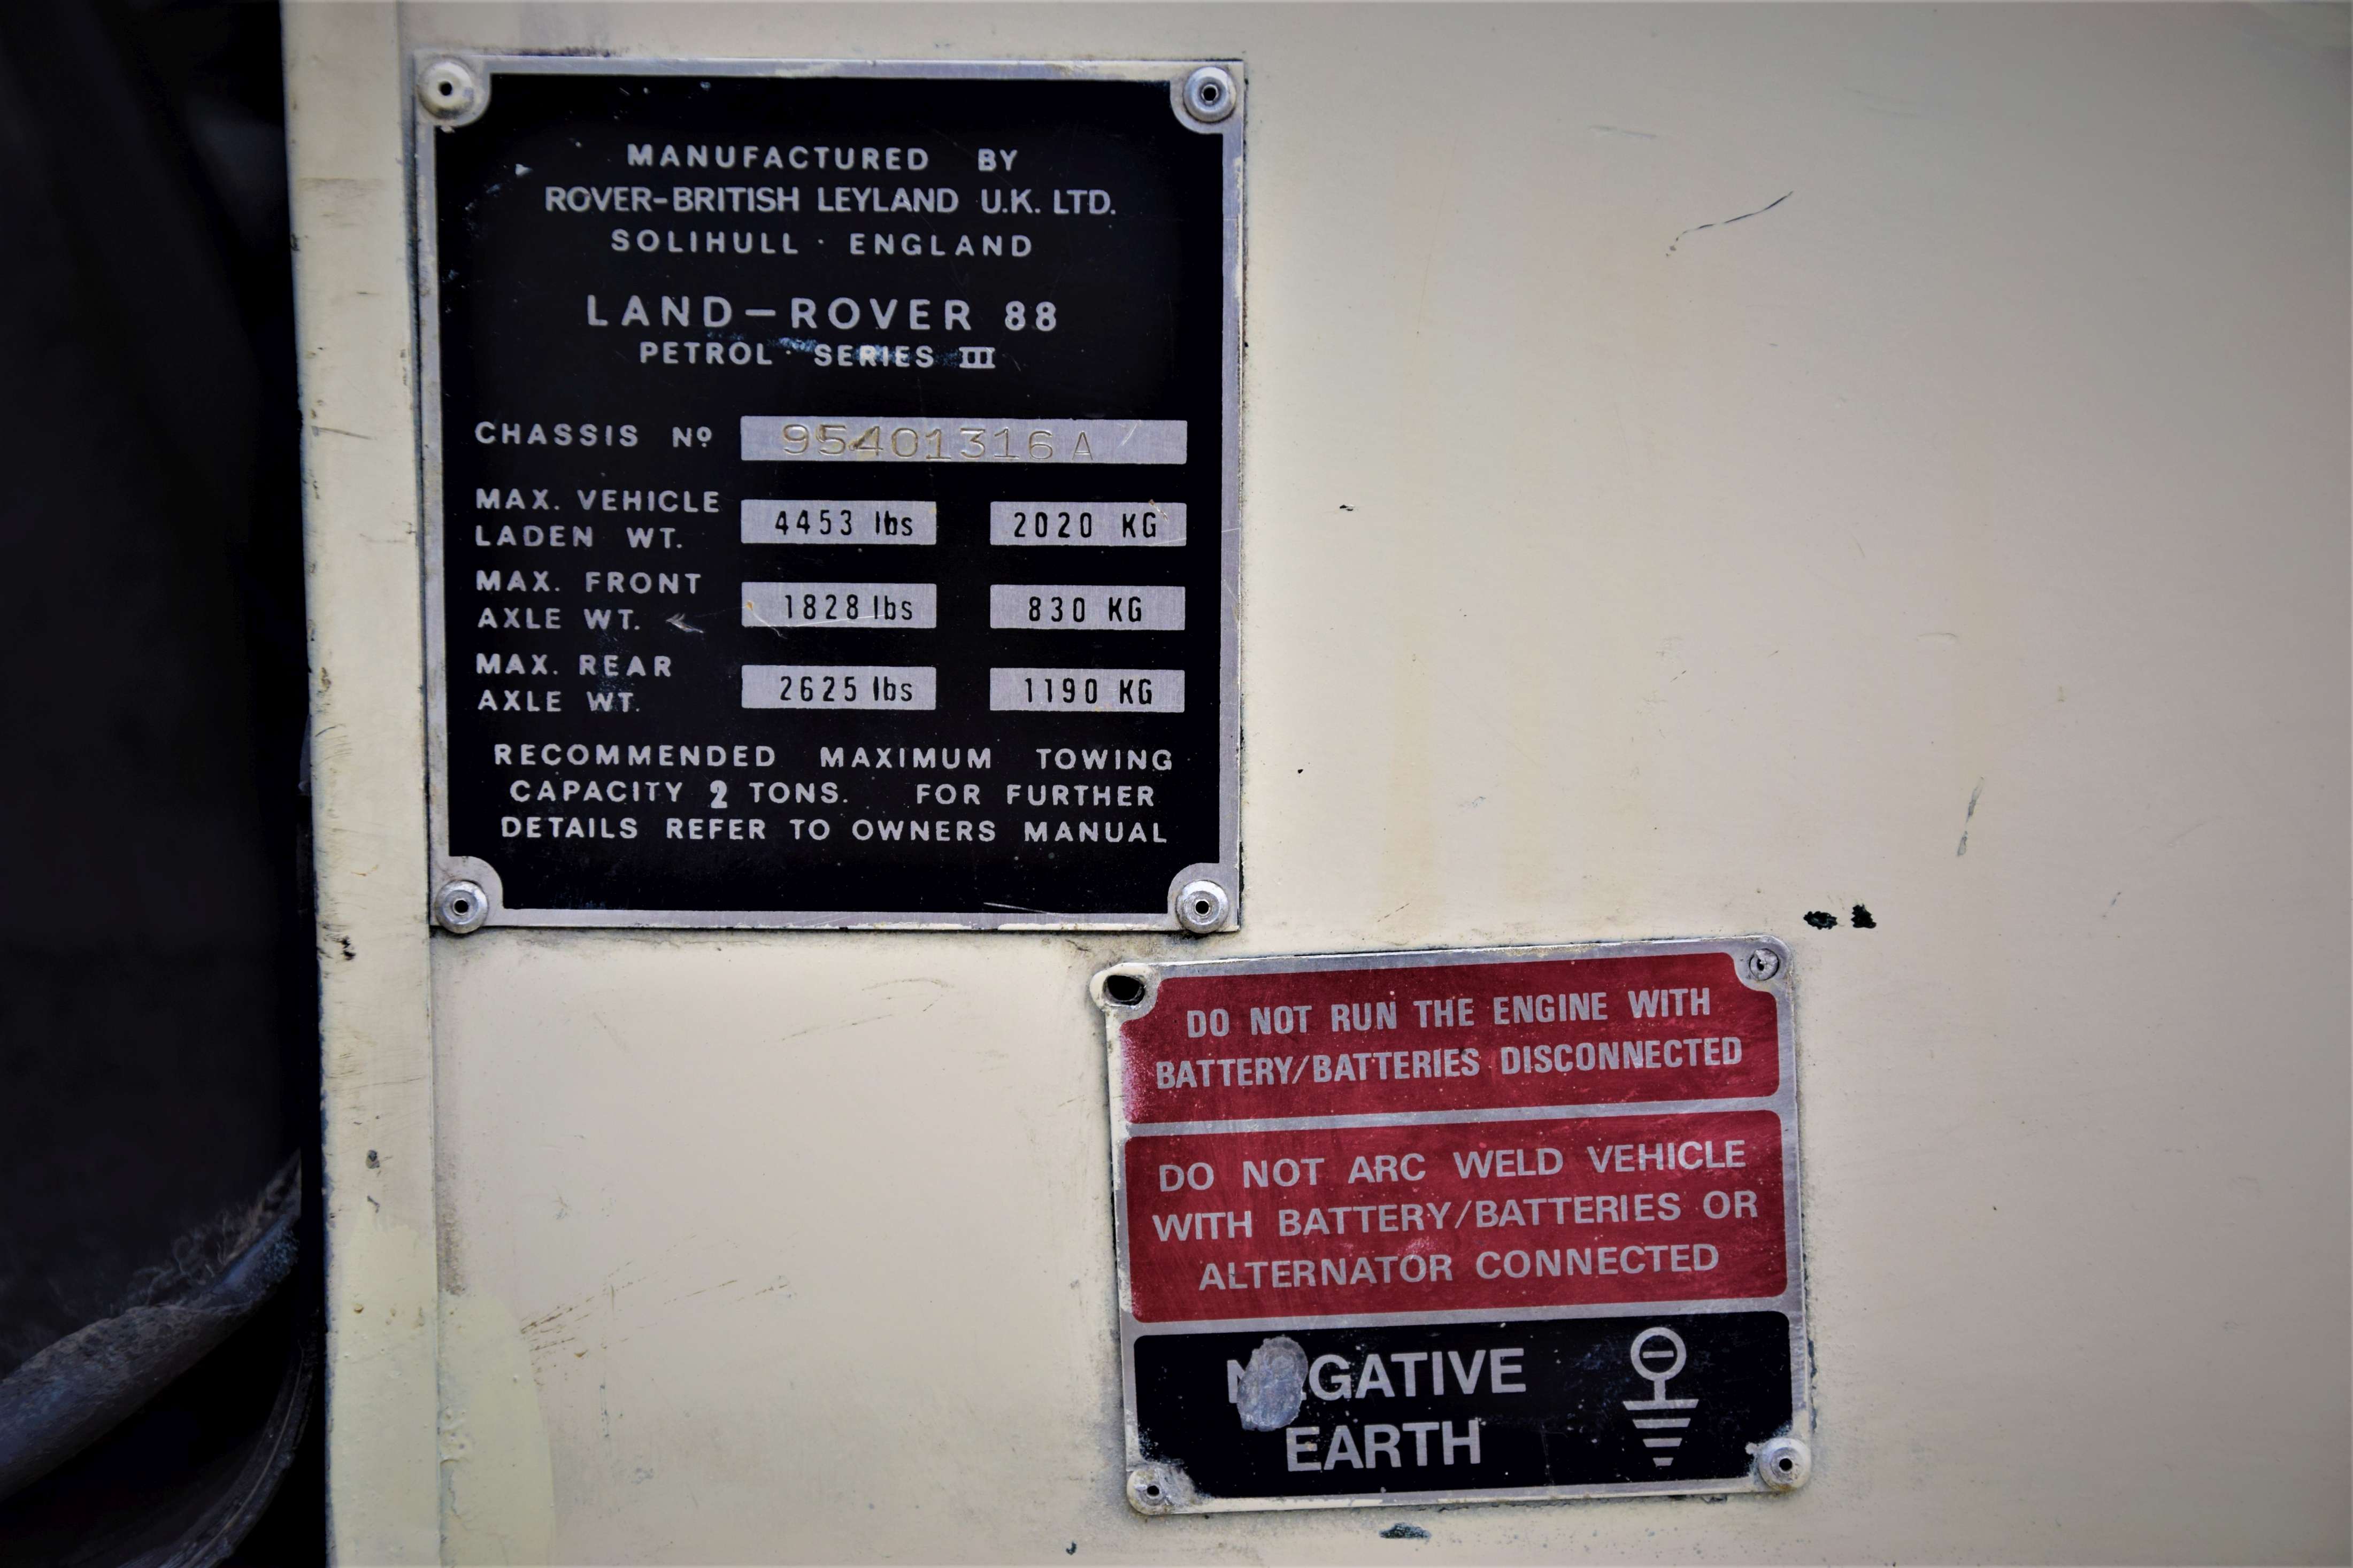 MANUFACTURED BY
ROVER-BRITISH LEYLAND U.K. LTD.
SOLIHULL · ENGLAND
LAND-ROVER 88
PETROL · SERIES III
CHASSIS Nº 95401316A
MAX. VEHICLE
LADEN WT. 4453 lbs 2020 KG
MAX. FRONT
AXLE WT. 1828 lbs 830 KG
MAX. REAR
AXLE WT. 2625 lbs 1190 KG
RECOMMENDED MAXIMUM TOWING
CAPACITY 2 TONS. FOR FURTHER
DETAILS REFER TO OWNERS MANUAL
DO NOT RUN THE ENGINE WITH
BATTERY/BATTERIES DISCONNECTED
DO NOT ARC WELD VEHICLE
WITH BATTERY/BATTERIES OR
ALTERNATOR CONNECTED
NEGATIVE
EARTH